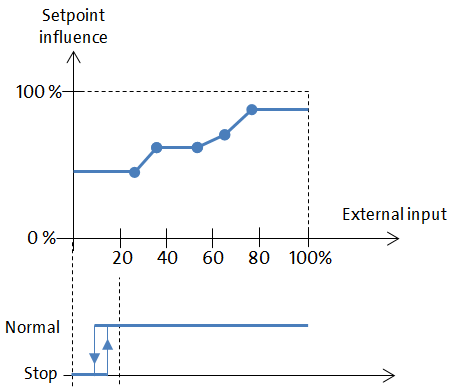 Setpoint
influence
100 %
External input
0 %
20 40 60 80 100%
Normal
Stop